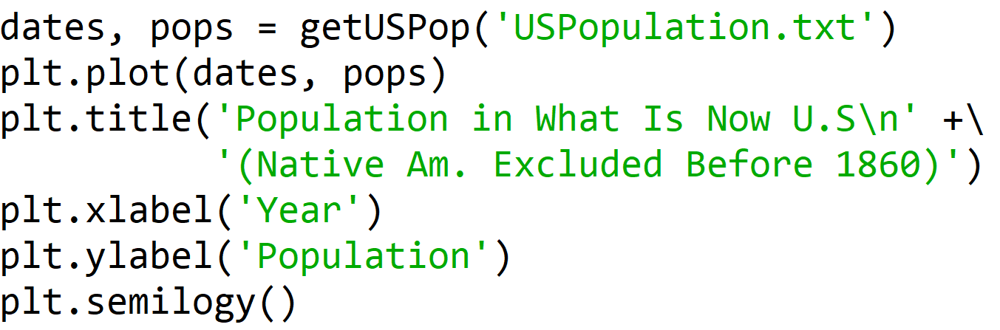 dates, pops = getUSPop('USPopulation.txt')
plt.plot(dates, pops)
plt.title('Population in What Is Now U.S\n' +\
'(Native Am. Excluded Before 1860)')
plt.xlabel('Year')
plt.ylabel('Population')
plt.semilogy()